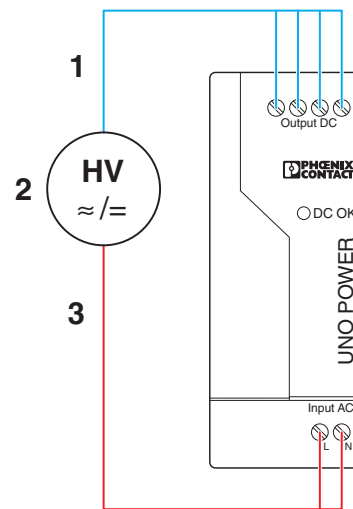 1
Output DC
PHŒNIX
CONTACT
HV
≈/=
2
DC OK
UNO POWER
3
Input AC
L N